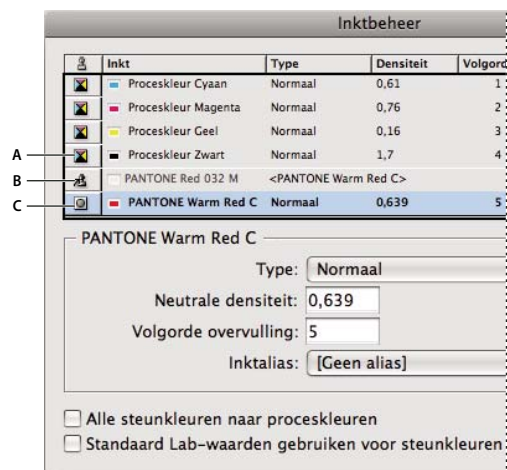 Inktbeheer
Inkt Type Densiteit Volgord
Proceskleur Cyaan Normaal 0,61 1
Proceskleur Magenta Normaal 0,76 2
Proceskleur Geel Normaal 0,16 3
A Proceskleur Zwart Normaal 1,7 4
B PANTONE Red 032 M <PANTONE Warm Red C>
C PANTONE Warm Red C Normaal 0,639 5
PANTONE Warm Red C
Type: Normaal
Neutrale densiteit: 0,639
Volgorde overvulling: 5
Inktalias: [Geen alias]
Alle steunkleuren naar proceskleuren
Standaard Lab-waarden gebruiken voor steunkleuren